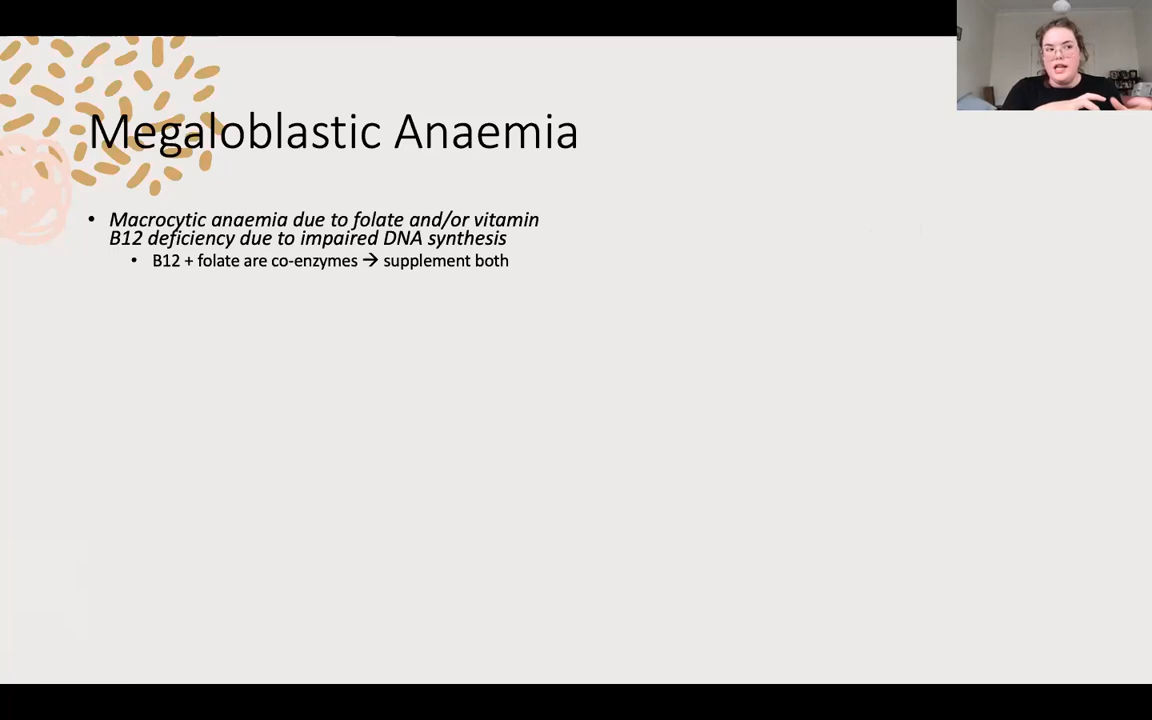 Megaloblastic Anaemia
• Macrocytic anaemia due to folate and/or vitamin
B12 deficiency due to impaired DNA synthesis
• B12 + folate are co-enzymes → supplement both